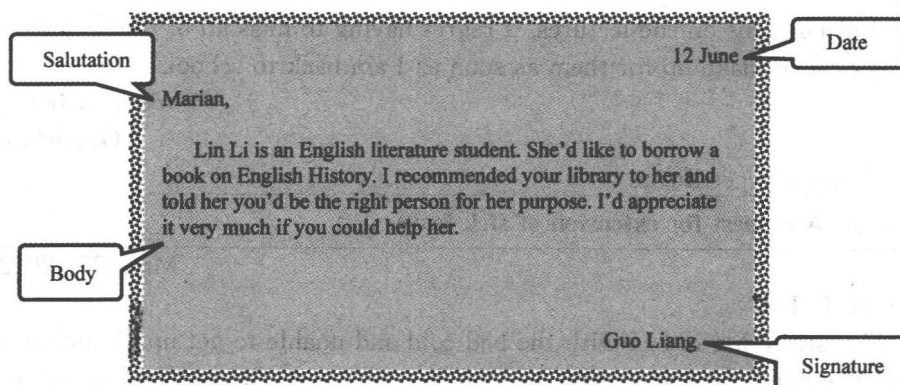 Salutation
Date
12 June
Marian,
Lin Li is an English literature student. She'd like to borrow a
book on English History. I recommended your library to her and
told her you'd be the right person for her purpose. I'd appreciate
it very much if you could help her.
Body
Guo Liang
Signature